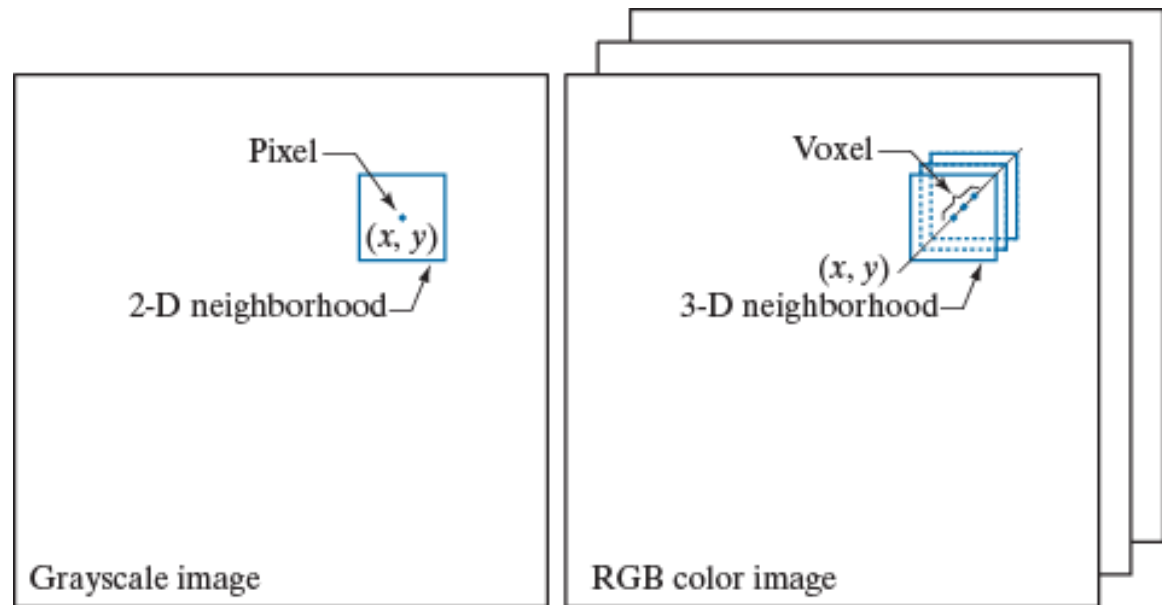 Pixel
(x, y)
2-D neighborhood
Grayscale image
Voxel
(x, y)
3-D neighborhood
RGB color image